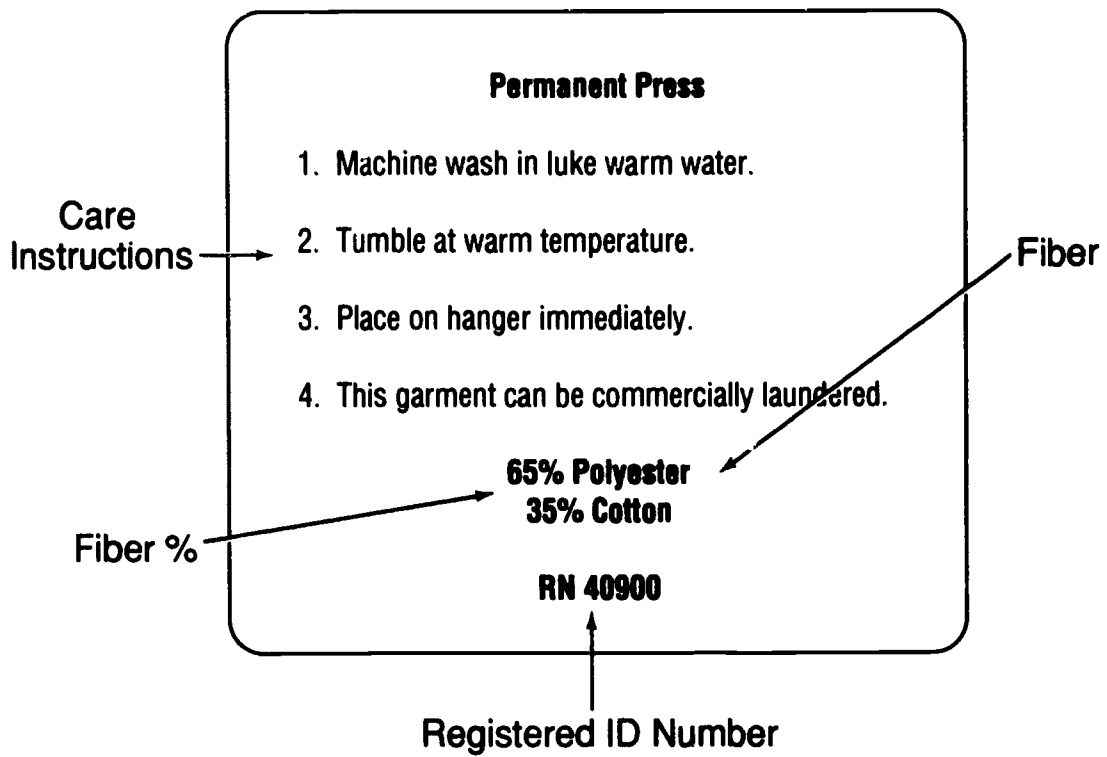 Permanent Press
1. Machine wash in luke warm water.
Care
Instructions
2. Tumble at warm temperature.
Fiber
3. Place on hanger immediately.
4. This garment can be commercially laundered.
65% Polyester
35% Cotton
Fiber %
RN 40900
Registered ID Number